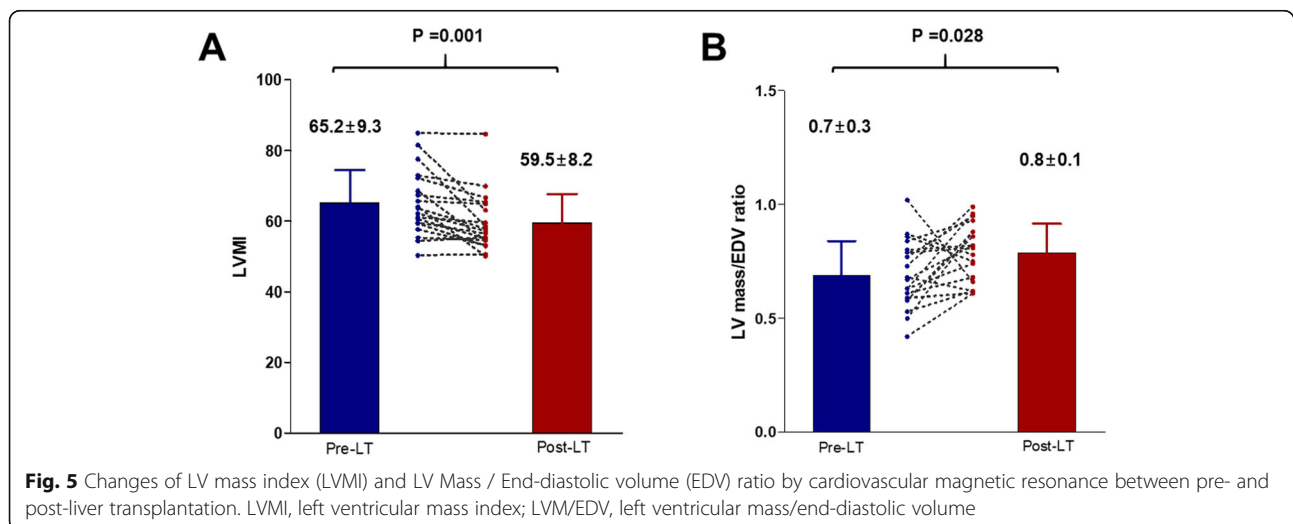 A
P =0.001
100
80
60
40
20
0
LVMI
65.2±9.3
59.5±8.2
Pre-LT
Post-LT
B
P =0.028
1.5
1.0
0.5
0.0
LV mass/EDV ratio
0.7±0.3
0.8±0.1
Pre-LT
Post-LT
Fig. 5 Changes of LV mass index (LVMI) and LV Mass / End-diastolic volume (EDV) ratio by cardiovascular magnetic resonance between pre- and
post-liver transplantation. LVMI, left ventricular mass index; LVM/EDV, left ventricular mass/end-diastolic volume